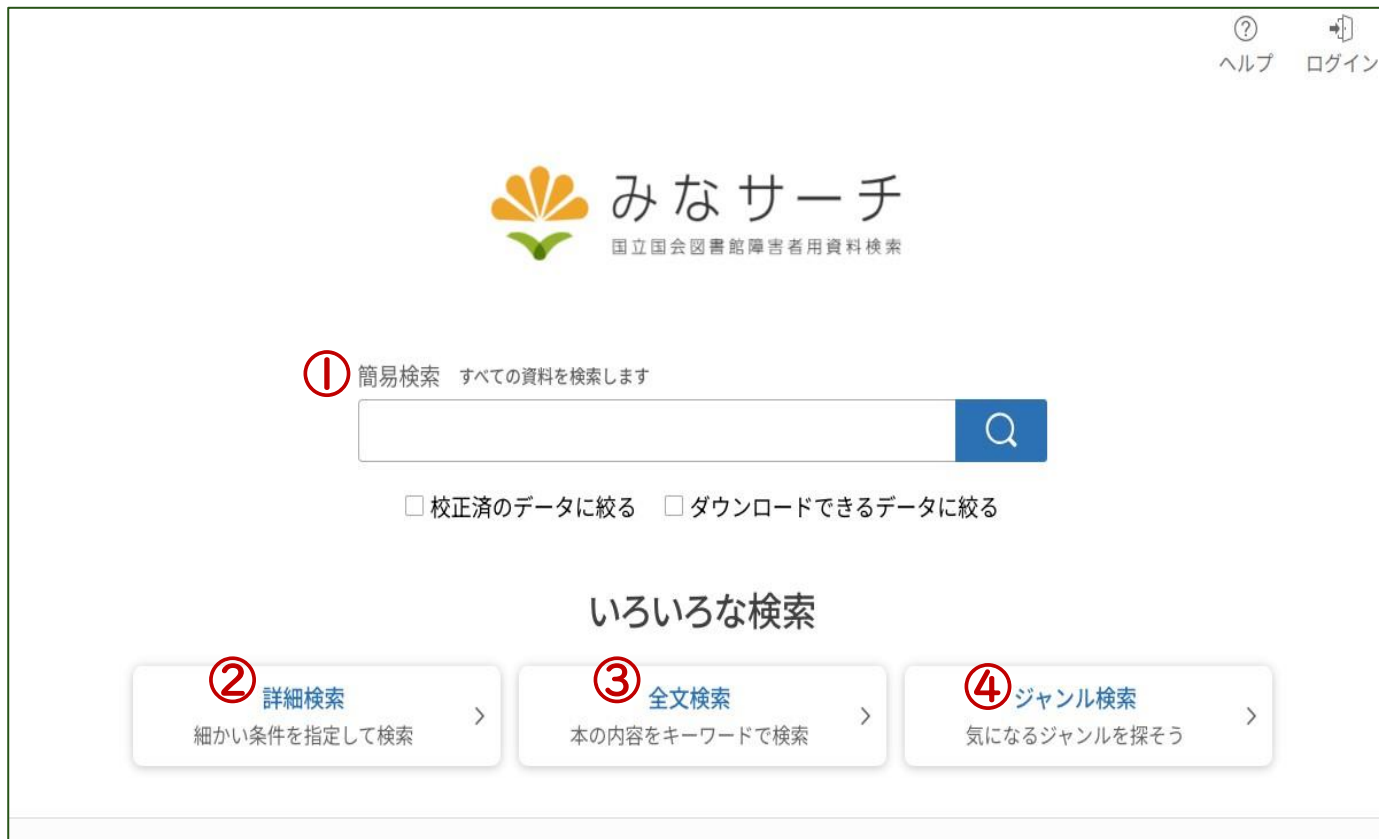 ヘルプ ログイン
みなサーチ
国立国会図書館障害者用資料検索
① 簡易検索 すべての資料を検索します
校正済のデータに絞る ダウンロードできるデータに絞る
いろいろな検索
② 詳細検索
細かい条件を指定して検索
③ 全文検索
本の内容をキーワードで検索
④ ジャンル検索
気になるジャンルを探そう